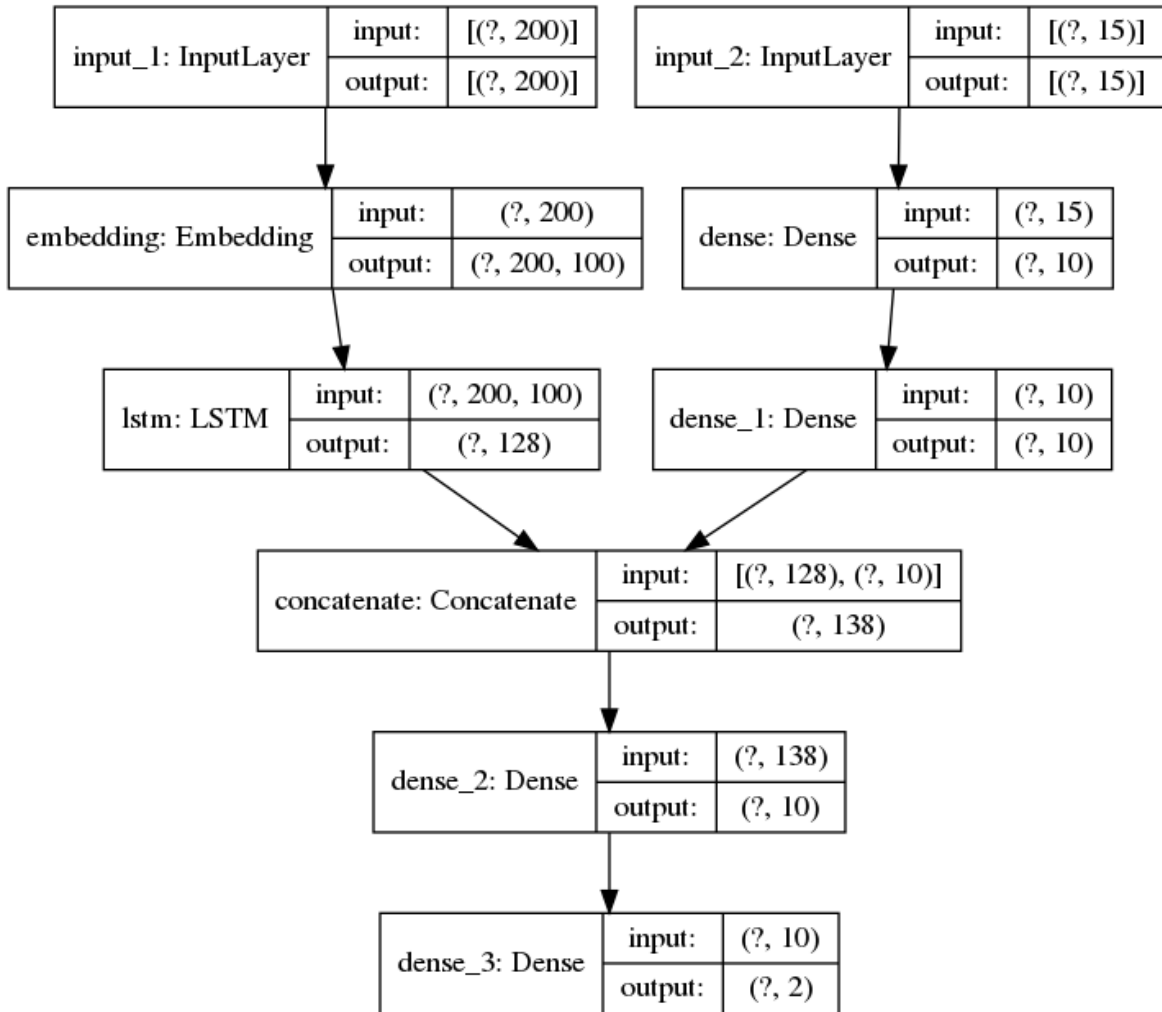 input_1: InputLayer
input: [(?, 200)]
output: [(?, 200)]
input_2: InputLayer
input: [(?, 15)]
output: [(?, 15)]
embedding: Embedding
input: (?, 200)
output: (?, 200, 100)
dense: Dense
input: (?, 15)
output: (?, 10)
lstm: LSTM
input: (?, 200, 100)
output: (?, 128)
dense_1: Dense
input: (?, 10)
output: (?, 10)
concatenate: Concatenate
input: [(?, 128), (?, 10)]
output: (?, 138)
dense_2: Dense
input: (?, 138)
output: (?, 10)
dense_3: Dense
input: (?, 10)
output: (?, 2)